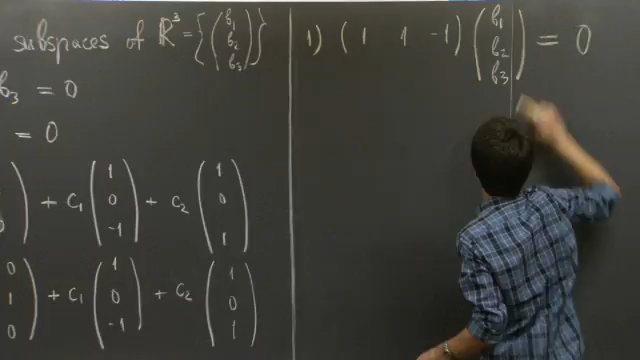 subspaces of ℝ³ = {(b₁ b₂ b₃)}
b₃ = 0
= 0
) + c₁ (1 0 -1) + c₂ (1 0 1)
(0 1 0) + c₁ (1 0 -1) + c₂ (1 0 1)
1) (1 1 -1) (b₁ b₂ b₃) = 0